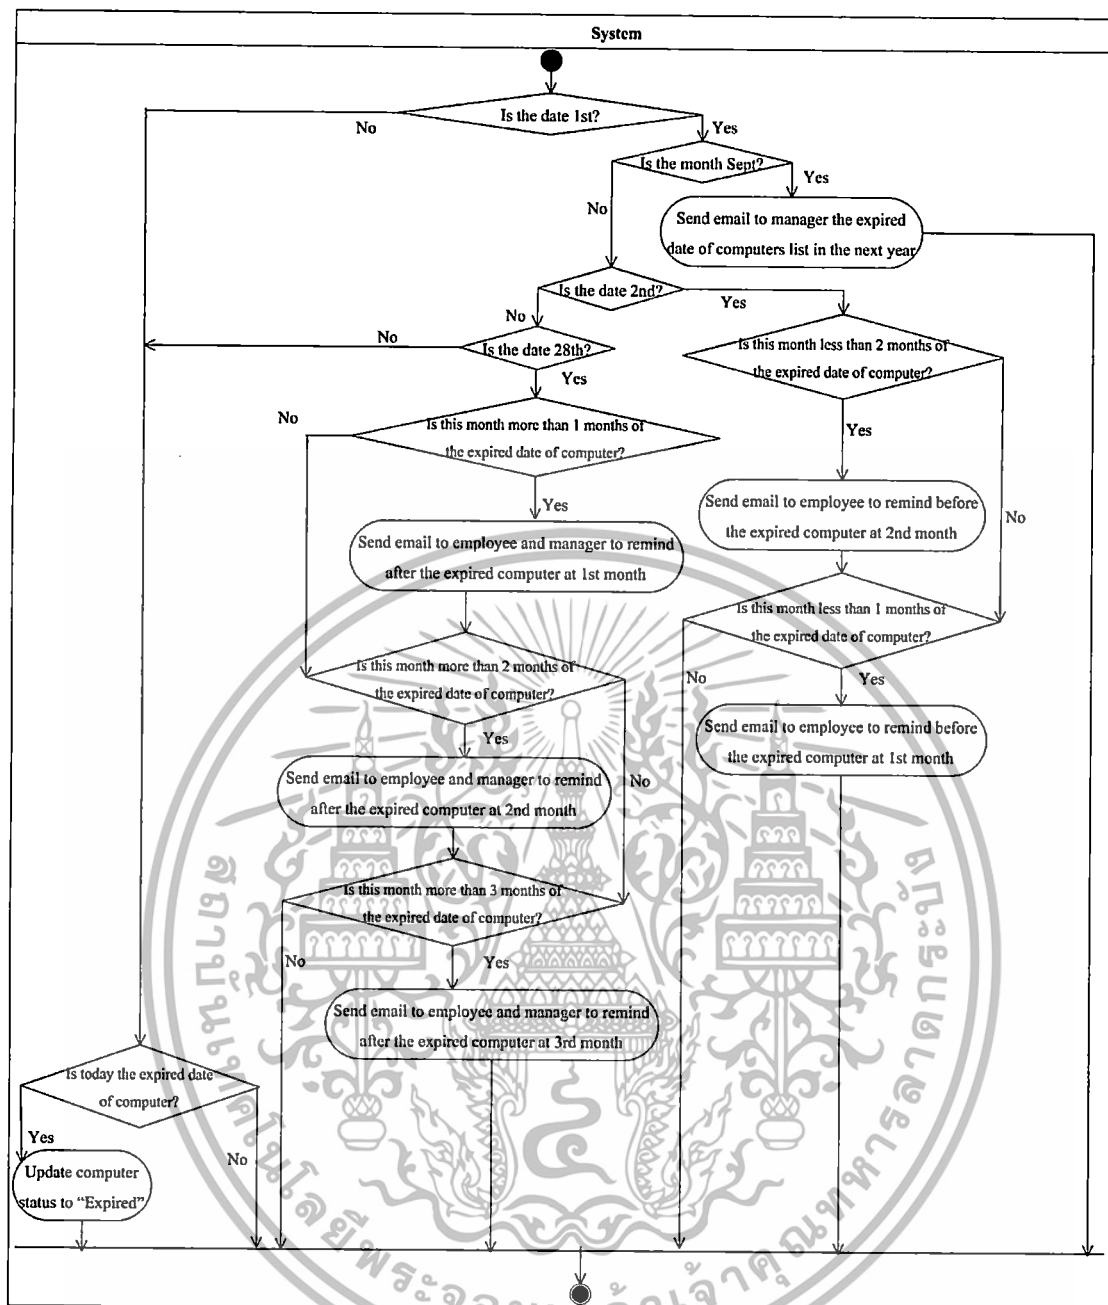 System
Is the date 1st?
No
Yes
Is the month Sept?
Yes
No
Send email to manager the expired
date of computers list in the next year
Is the date 2nd?
Yes
No
No
Is the date 28th?
Yes
Is this month less than 2 months of
the expired date of computer?
No
Is this month more than 1 months of
the expired date of computer?
Yes
Yes
Send email to employee to remind before
the expired computer at 2nd month
No
Send email to employee and manager to remind
after the expired computer at 1st month
Is this month less than 1 months of
the expired date of computer?
Is this month more than 2 months of
the expired date of computer?
No
No
Yes
Yes
Send email to employee to remind before
the expired computer at 1st month
Send email to employee and manager to remind
after the expired computer at 2nd month
No
Is this month more than 3 months of
the expired date of computer?
No
Yes
Send email to employee and manager to remind
after the expired computer at 3rd month
Is today the expired date
of computer?
Yes
No
Update computer
status to “Expired”